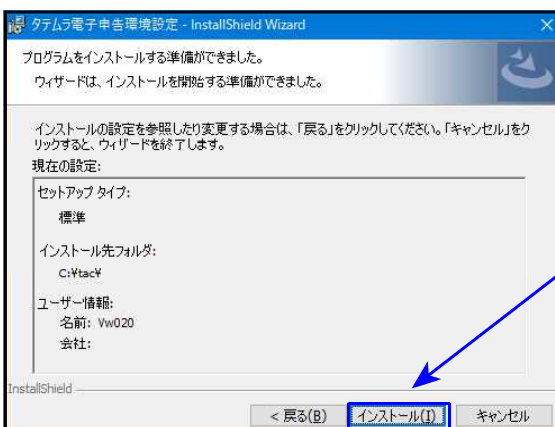 タテムラ電子申告環境設定 - InstallShield Wizard
プログラムをインストールする準備ができました。
ウィザードは、インストールを開始する準備ができました。
インストールの設定を参照したり変更する場合は、「戻る」をクリックしてください。「キャンセル」をク
リックすると、ウィザードを終了します。
現在の設定:
セットアップ タイプ:
標準
インストール先フォルダ:
C:¥tac¥
ユーザー情報:
名前: Vw020
会社:
InstallShield
< 戻る(B) インストール(I) キャンセル